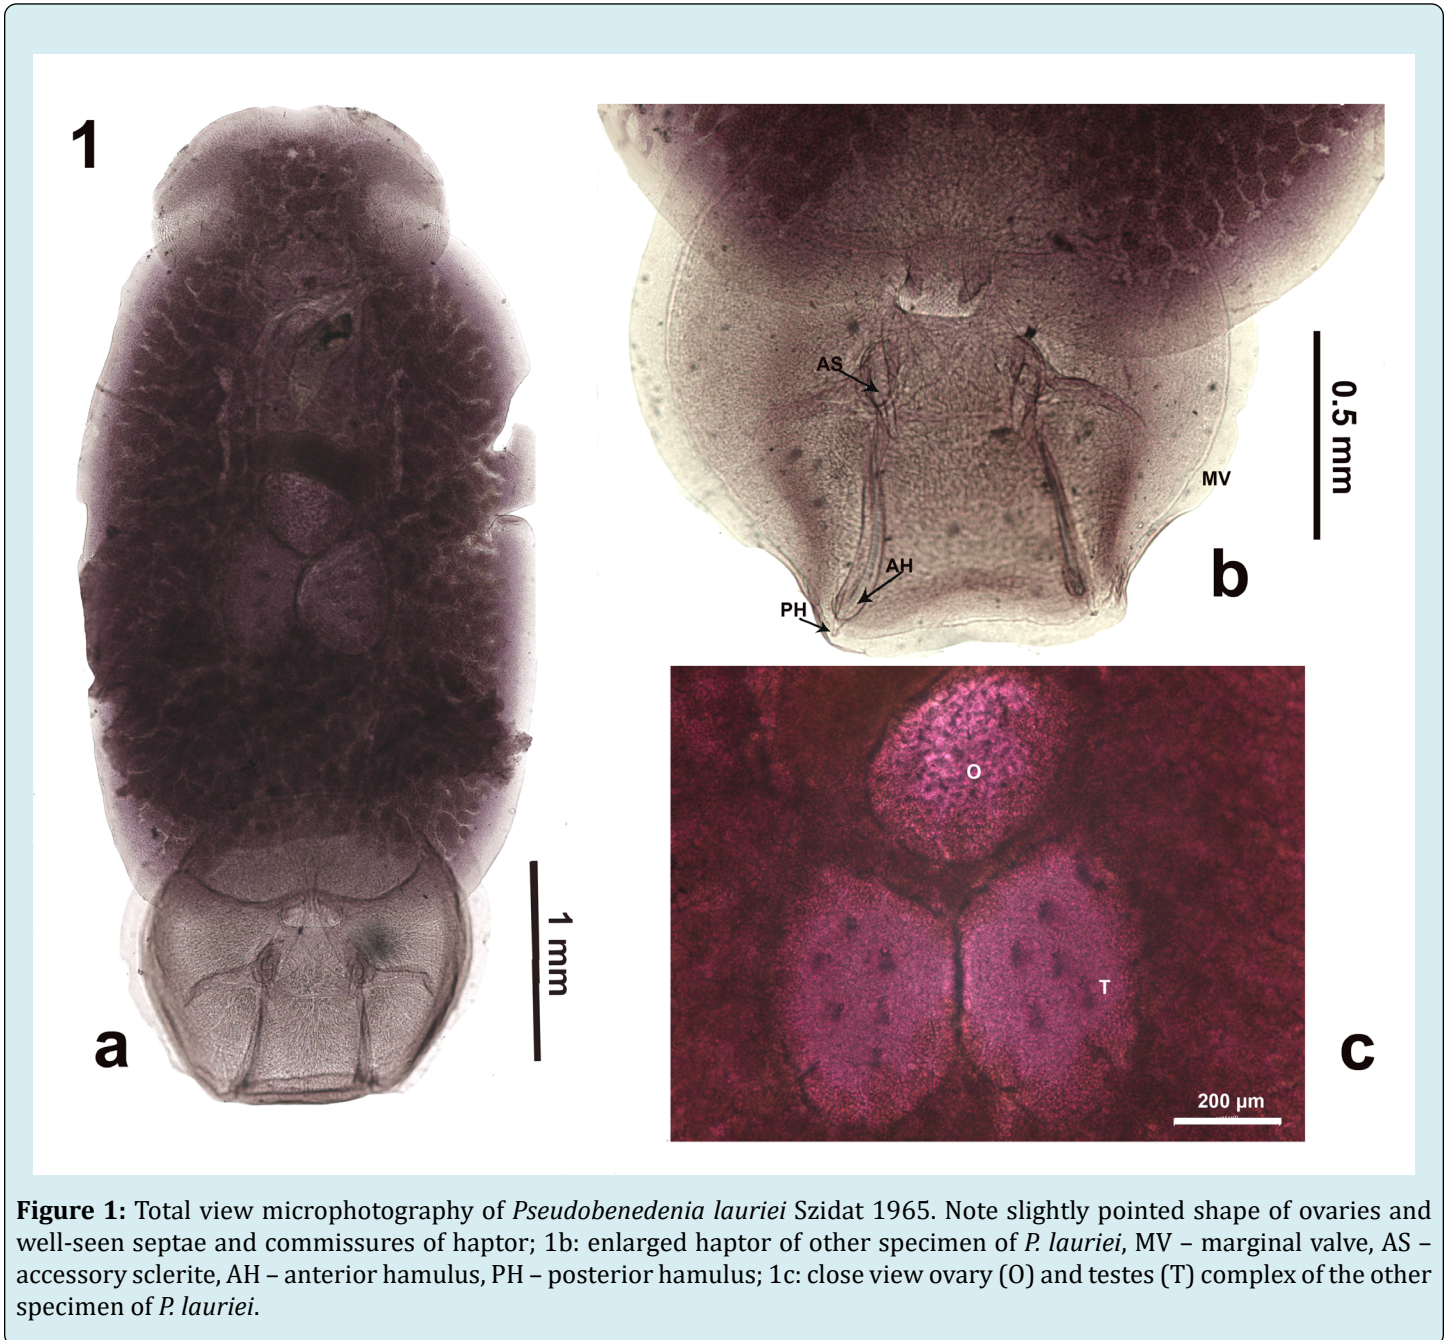 1
AS
MV
0.5 mm
AH
b
PH
O
T
1 mm
a
c
200 µm
Figure 1: Total view microphotography of Pseudobenedenia lauriei Szidat 1965. Note slightly pointed shape of ovaries and
well-seen septae and commissures of haptor; 1b: enlarged haptor of other specimen of P. lauriei, MV – marginal valve, AS –
accessory sclerite, AH – anterior hamulus, PH – posterior hamulus; 1c: close view ovary (O) and testes (T) complex of the other
specimen of P. lauriei.